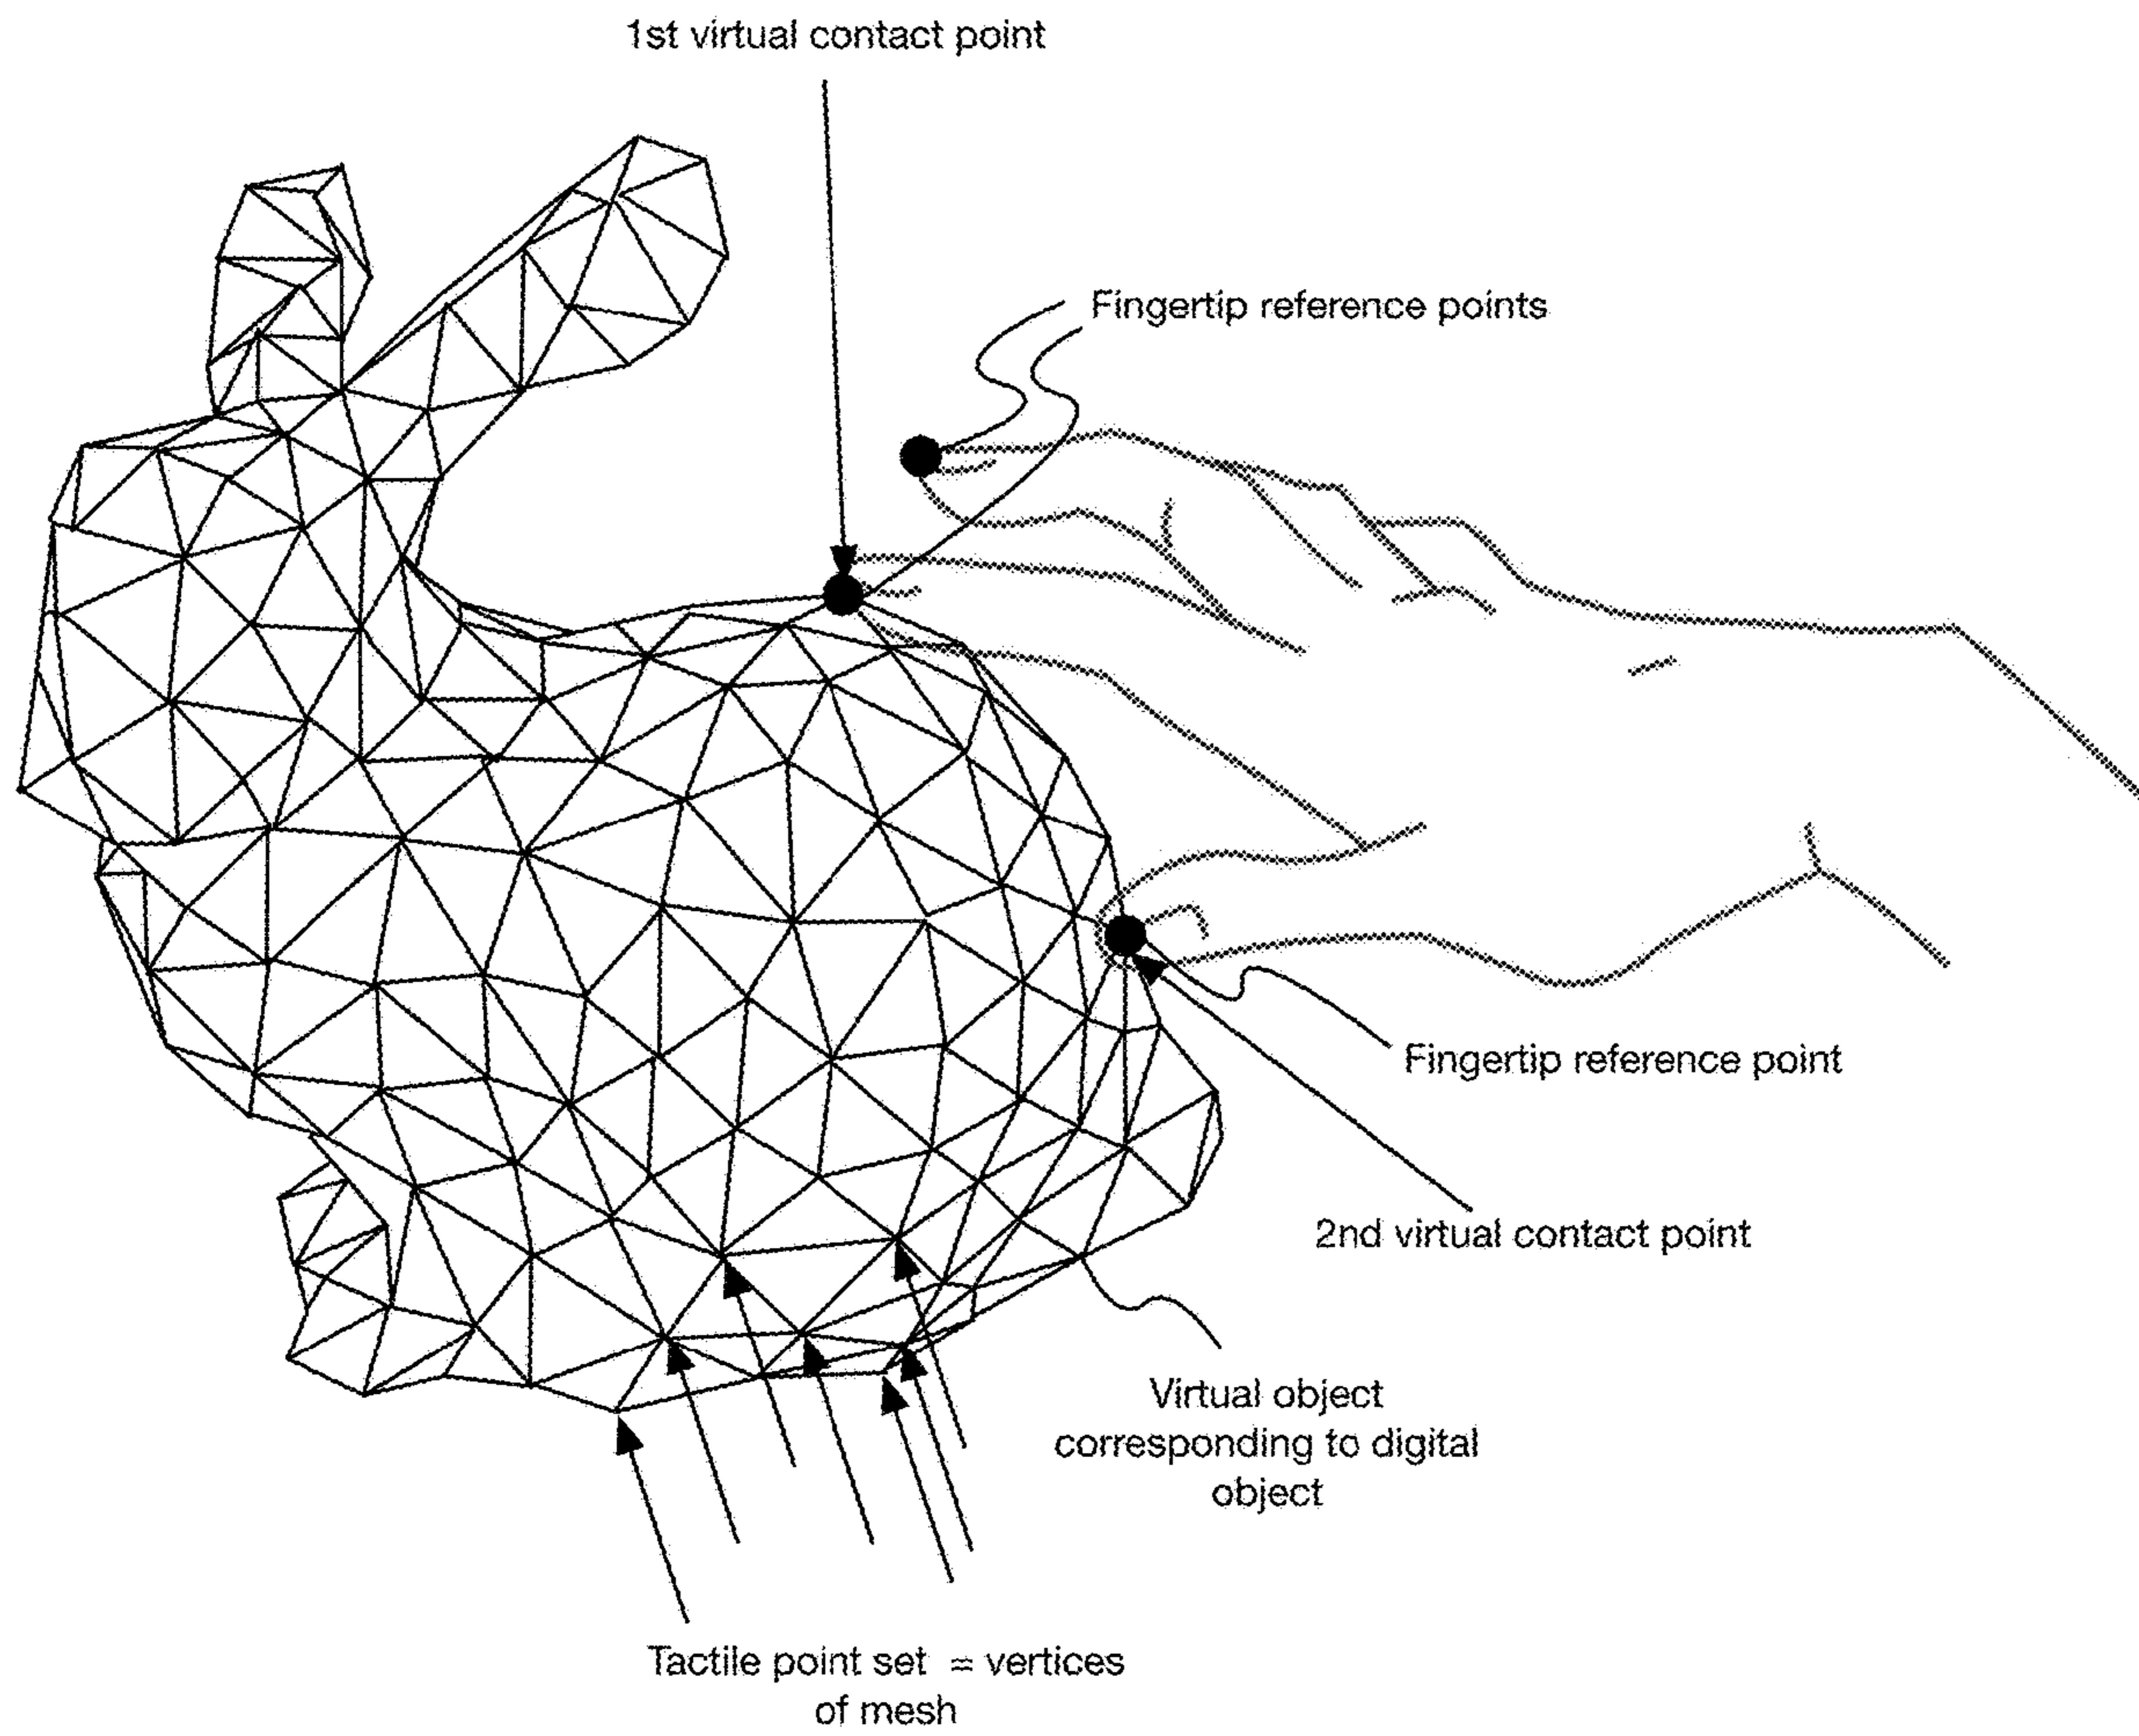 1st virtual contact point
Fingertip reference points
Fingertip reference point
2nd virtual contact point
Virtual object
corresponding to digital
object
Tactile point set = vertices
of mesh